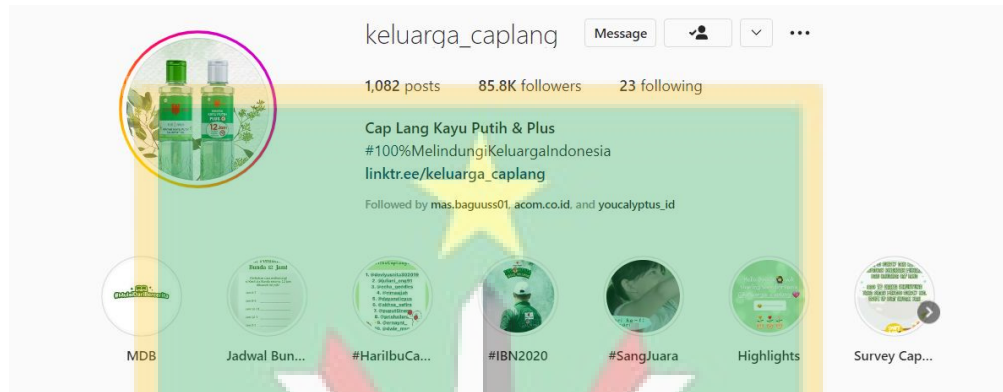 keluarga_caplang Message
1,082 posts 85.8K followers 23 following
Cap Lang Kayu Putih & Plus
#100%MelindungiKeluargaIndonesia
linktr.ee/keluarga_caplang
Followed by mas.baguuss01, acom.co.id, and youcalyptus_id
MDB Jadwal Bun... #HariIbuCa... #IBN2020 #SangJuara Highlights Survey Cap...